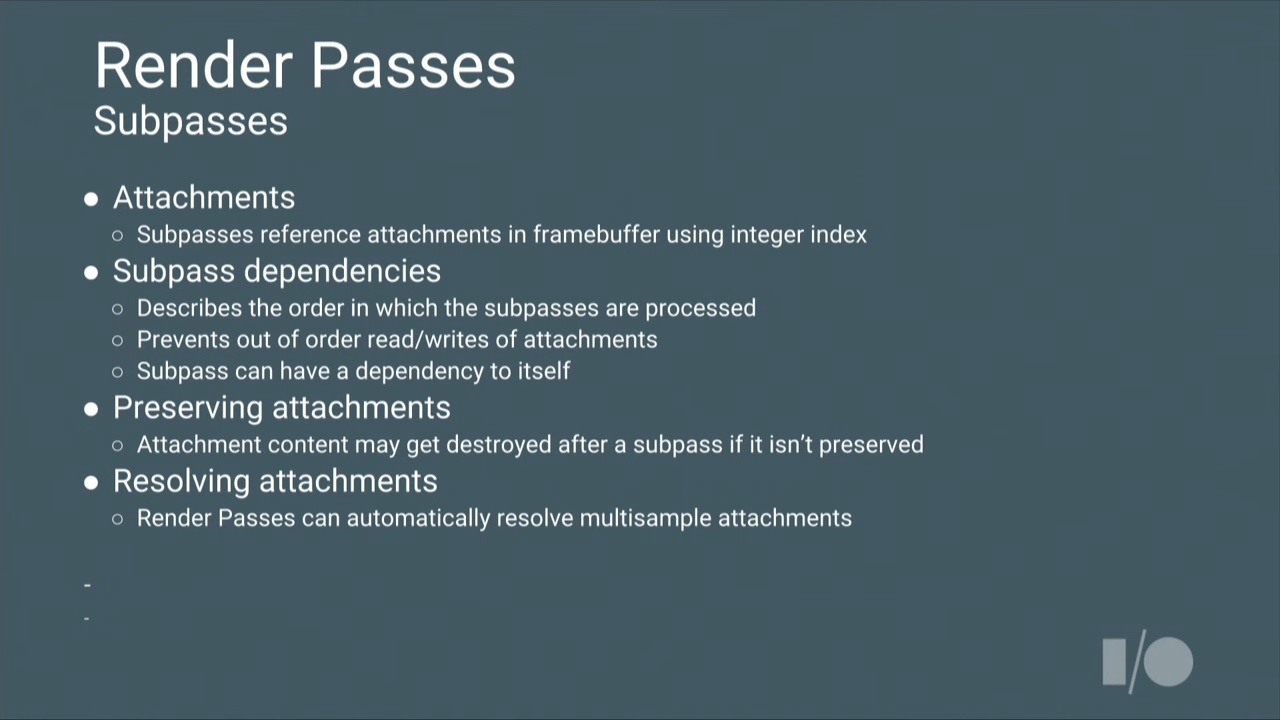 Render Passes
Subpasses
● Attachments
○ Subpasses reference attachments in framebuffer using integer index
● Subpass dependencies
○ Describes the order in which the subpasses are processed
○ Prevents out of order read/writes of attachments
○ Subpass can have a dependency to itself
● Preserving attachments
○ Attachment content may get destroyed after a subpass if it isn’t preserved
● Resolving attachments
○ Render Passes can automatically resolve multisample attachments
-
-
I/O